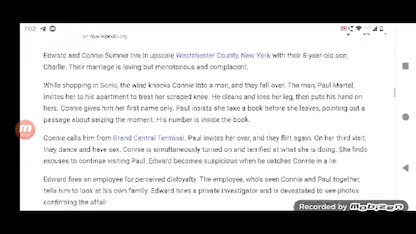 7:02
on Wikipedia.org
Edward and Connie Sumner live in upscale Westchester County, New York with their 8-year-old son,
Charlie. Their marriage is loving but monotonous and complacent.
While shopping in SoHo, the wind knocks Connie into a man, and they fall over. The man, Paul Martel,
invites her to his apartment to treat her scraped knee. He cleans and ices her leg, then puts his hand on
hers. Connie gives him her first name only. Paul insists she take a book before she leaves, pointing out a
passage about seizing the moment. His number is inside the book.
Connie calls him from Grand Central Terminal. Paul invites her over, and they flirt again. On her third visit,
they dance and have sex. Connie is simultaneously turned on and terrified at what she is doing. She finds
excuses to continue visiting Paul. Edward becomes suspicious when he catches Connie in a lie.
Edward fires an employee for perceived disloyalty. The employee, who's seen Connie and Paul together,
tells him to look at his own family. Edward hires a private investigator and is devastated to see photos
confirming the affair
Recorded by Mobizen